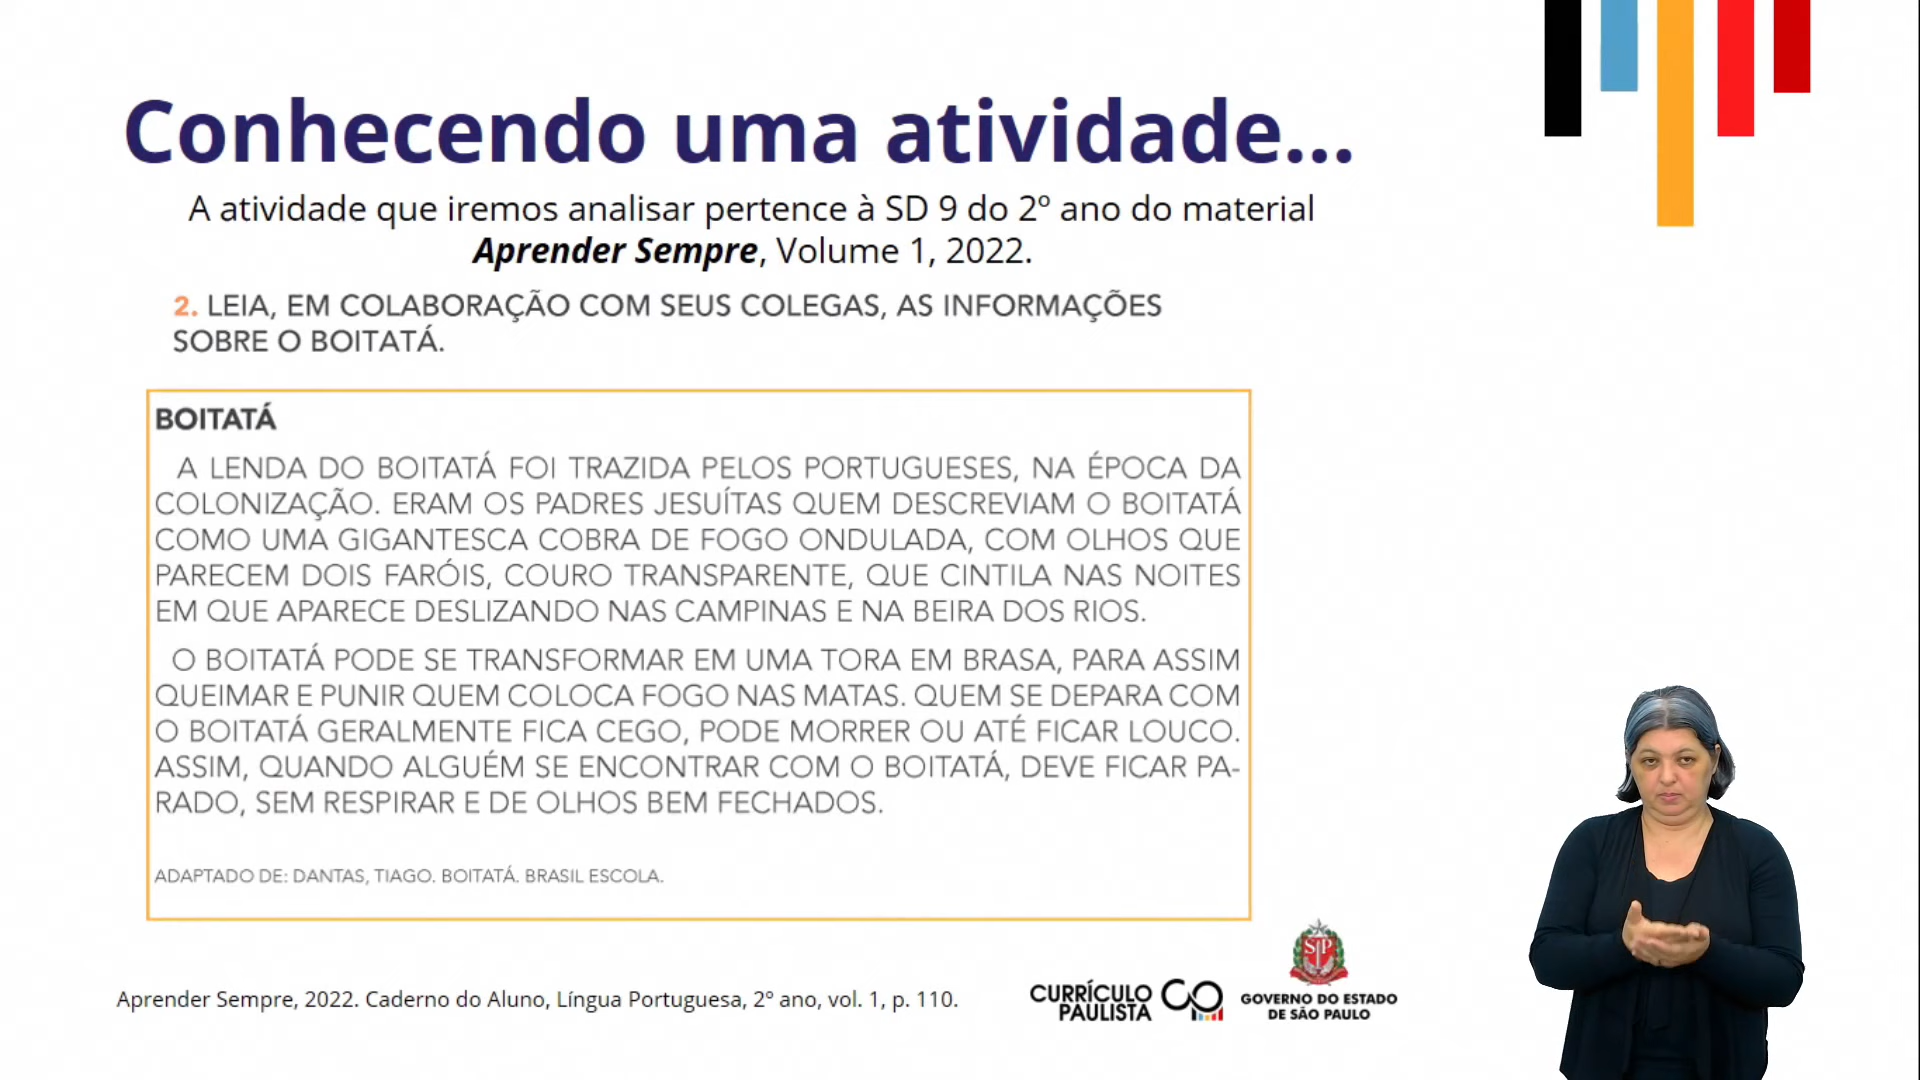 Conhecendo uma atividade...
A atividade que iremos analisar pertence à SD 9 do 2º ano do material
Aprender Sempre, Volume 1, 2022.
2. LEIA, EM COLABORAÇÃO COM SEUS COLEGAS, AS INFORMAÇÕES
SOBRE O BOITATÁ.
BOITATÁ
A LENDA DO BOITATÁ FOI TRAZIDA PELOS PORTUGUESES, NA ÉPOCA DA
COLONIZAÇÃO. ERAM OS PADRES JESUÍTAS QUEM DESCREVIAM O BOITATÁ
COMO UMA GIGANTESCA COBRA DE FOGO ONDULADA, COM OLHOS QUE
PARECEM DOIS FARÓIS, COURO TRANSPARENTE, QUE CINTILA NAS NOITES
EM QUE APARECE DESLIZANDO NAS CAMPINAS E NA BEIRA DOS RIOS.
O BOITATÁ PODE SE TRANSFORMAR EM UMA TORA EM BRASA, PARA ASSIM
QUEIMAR E PUNIR QUEM COLOCA FOGO NAS MATAS. QUEM SE DEPARA COM
O BOITATÁ GERALMENTE FICA CEGO, PODE MORRER OU ATÉ FICAR LOUCO.
ASSIM, QUANDO ALGUÉM SE ENCONTRAR COM O BOITATÁ, DEVE FICAR PA-
RADO, SEM RESPIRAR E DE OLHOS BEM FECHADOS.
ADAPTADO DE: DANTAS, TIAGO. BOITATÁ. BRASIL ESCOLA.
Aprender Sempre, 2022. Caderno do Aluno, Língua Portuguesa, 2º ano, vol. 1, p. 110.
CURRÍCULO
PAULISTA
SP
GOVERNO DO ESTADO
DE SÃO PAULO